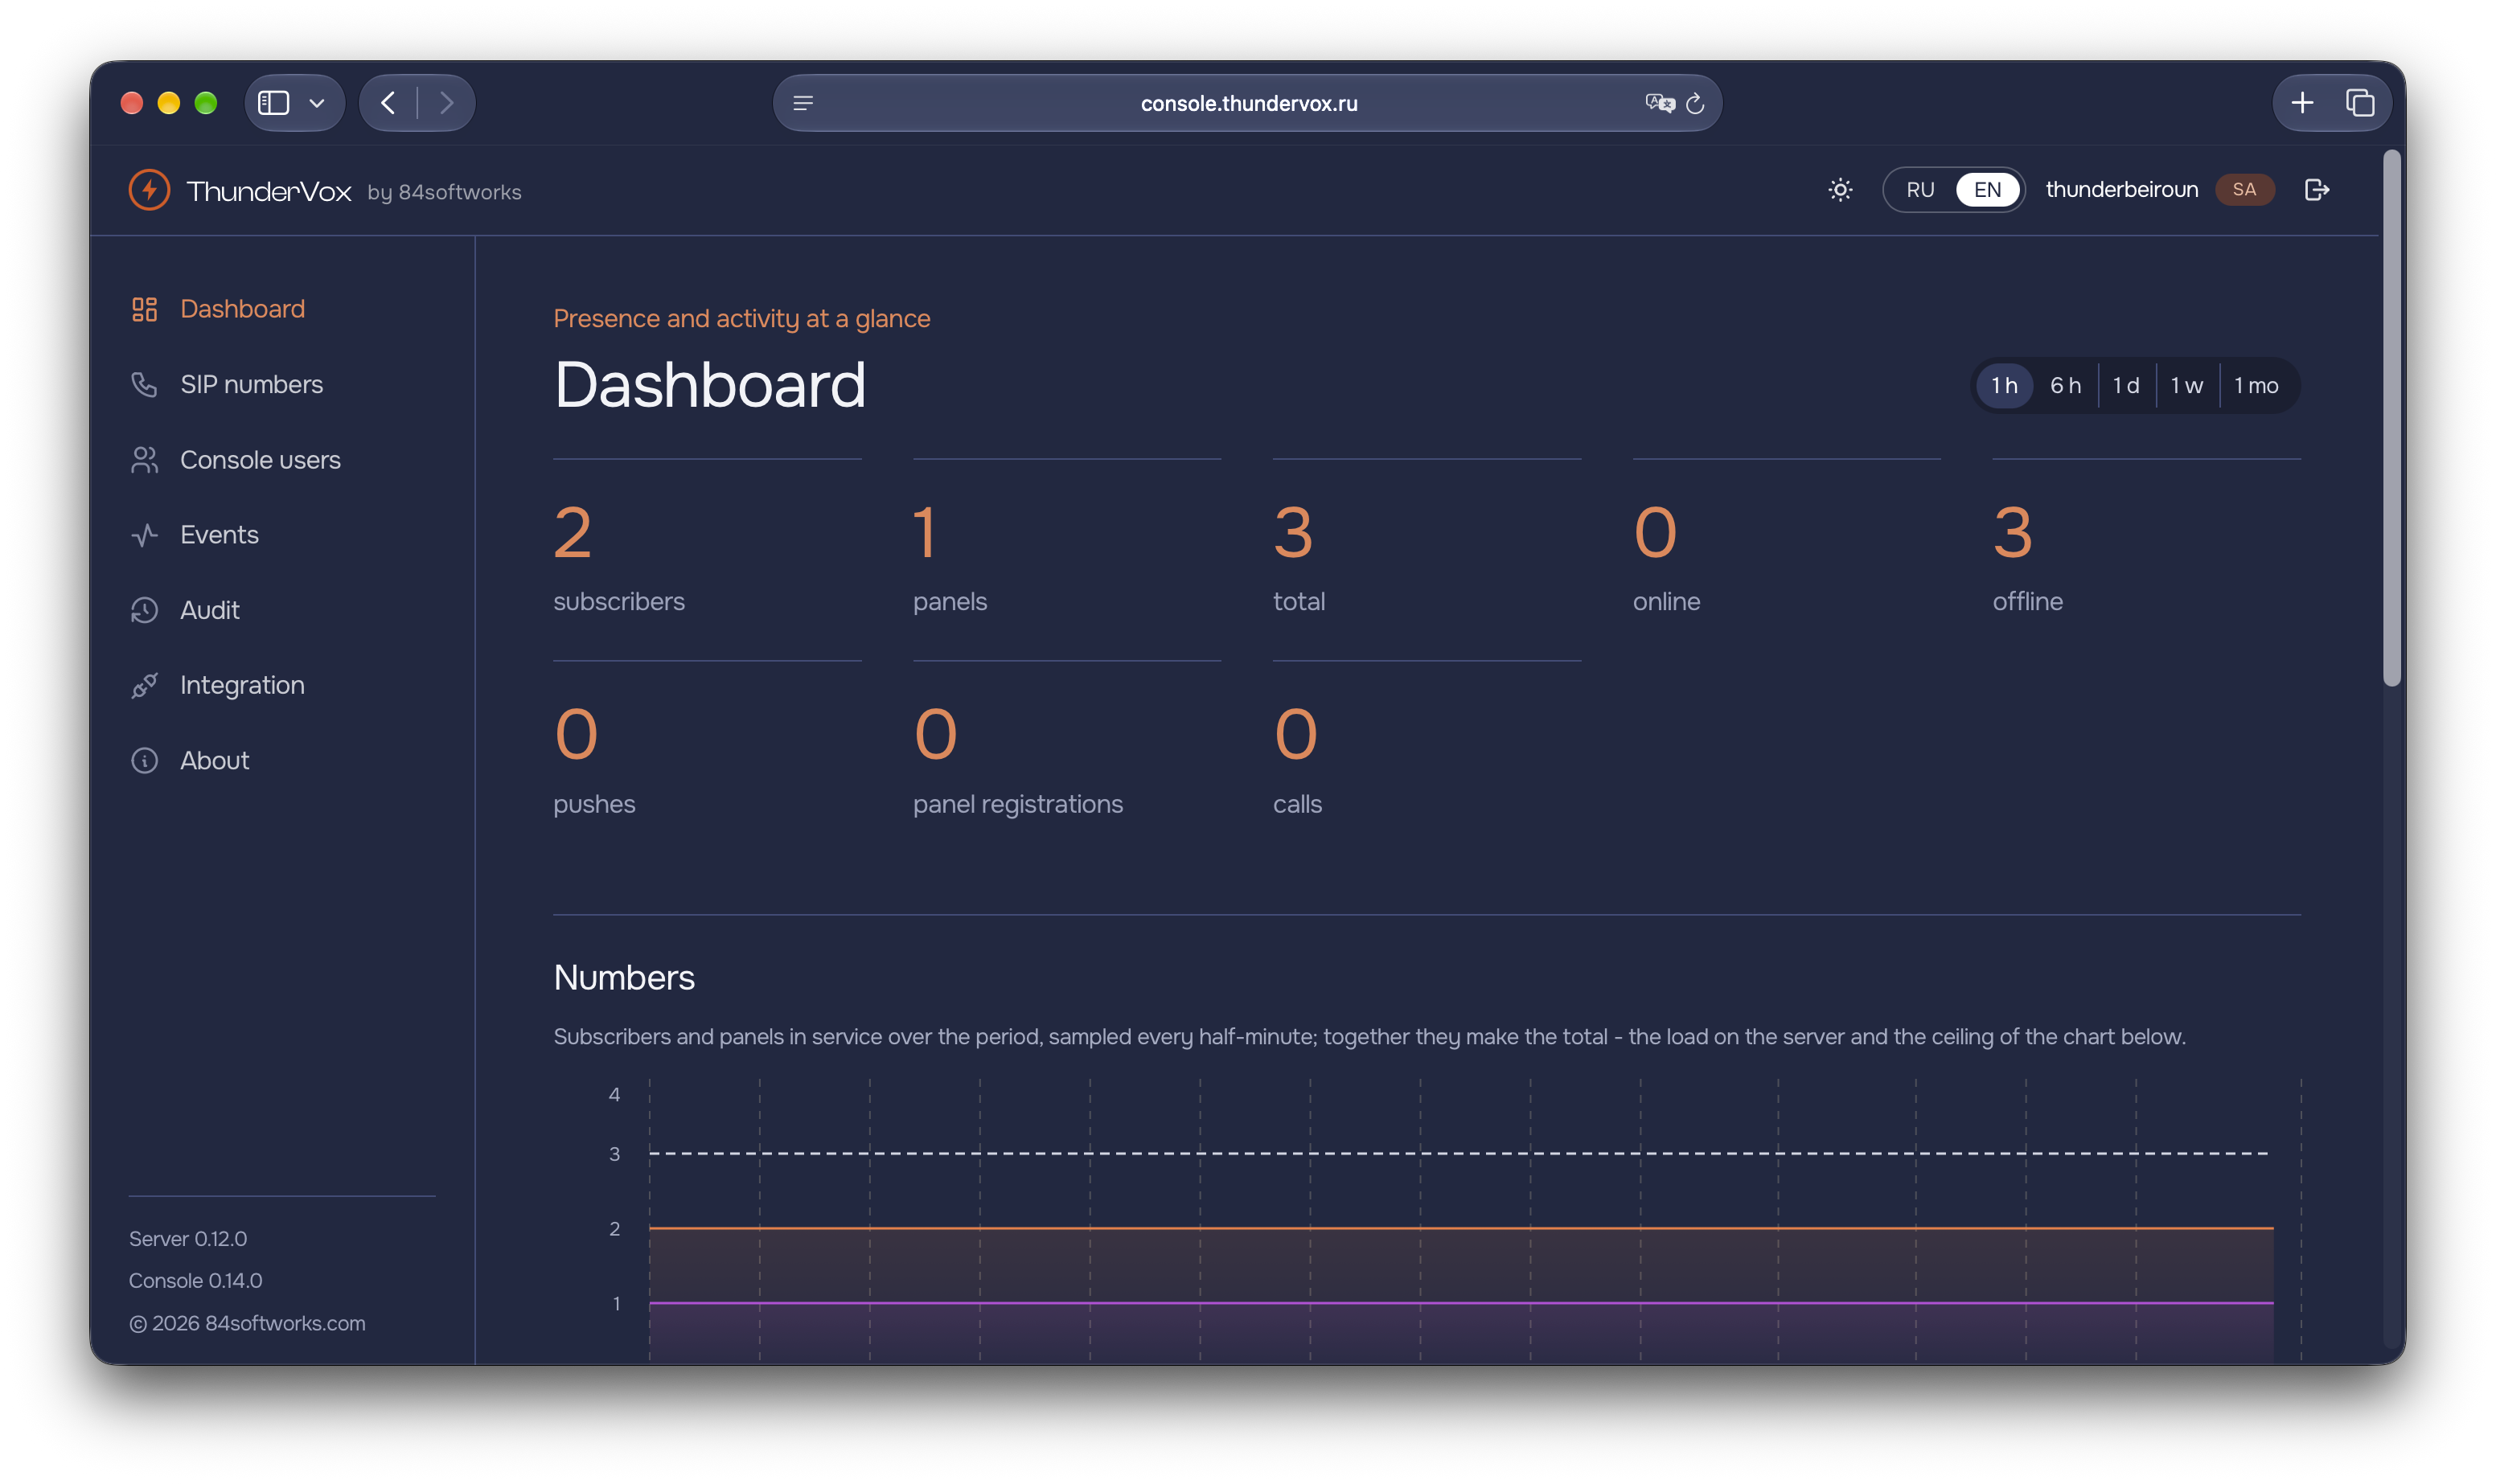 console.thundervox.ru
ThunderVox by 84softworks
RU EN thunderbeiroun SA
Dashboard
SIP numbers
Console users
Events
Audit
Integration
About
Server 0.12.0
Console 0.14.0
© 2026 84softworks.com
Presence and activity at a glance
Dashboard
1 h 6 h 1 d 1 w 1 mo
2 1 3 0 3
subscribers panels total online offline
0 0 0
pushes panel registrations calls
Numbers
Subscribers and panels in service over the period, sampled every half-minute; together they make the total - the load on the server and the ceiling of the chart below.
4
3
2
1